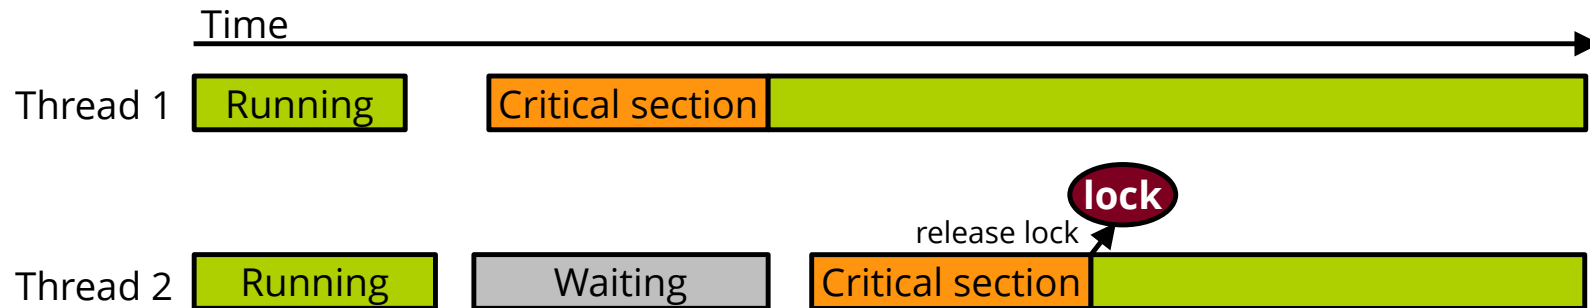 Time
Thread 1 Running Critical section
lock
release lock
Thread 2 Running Waiting Critical section